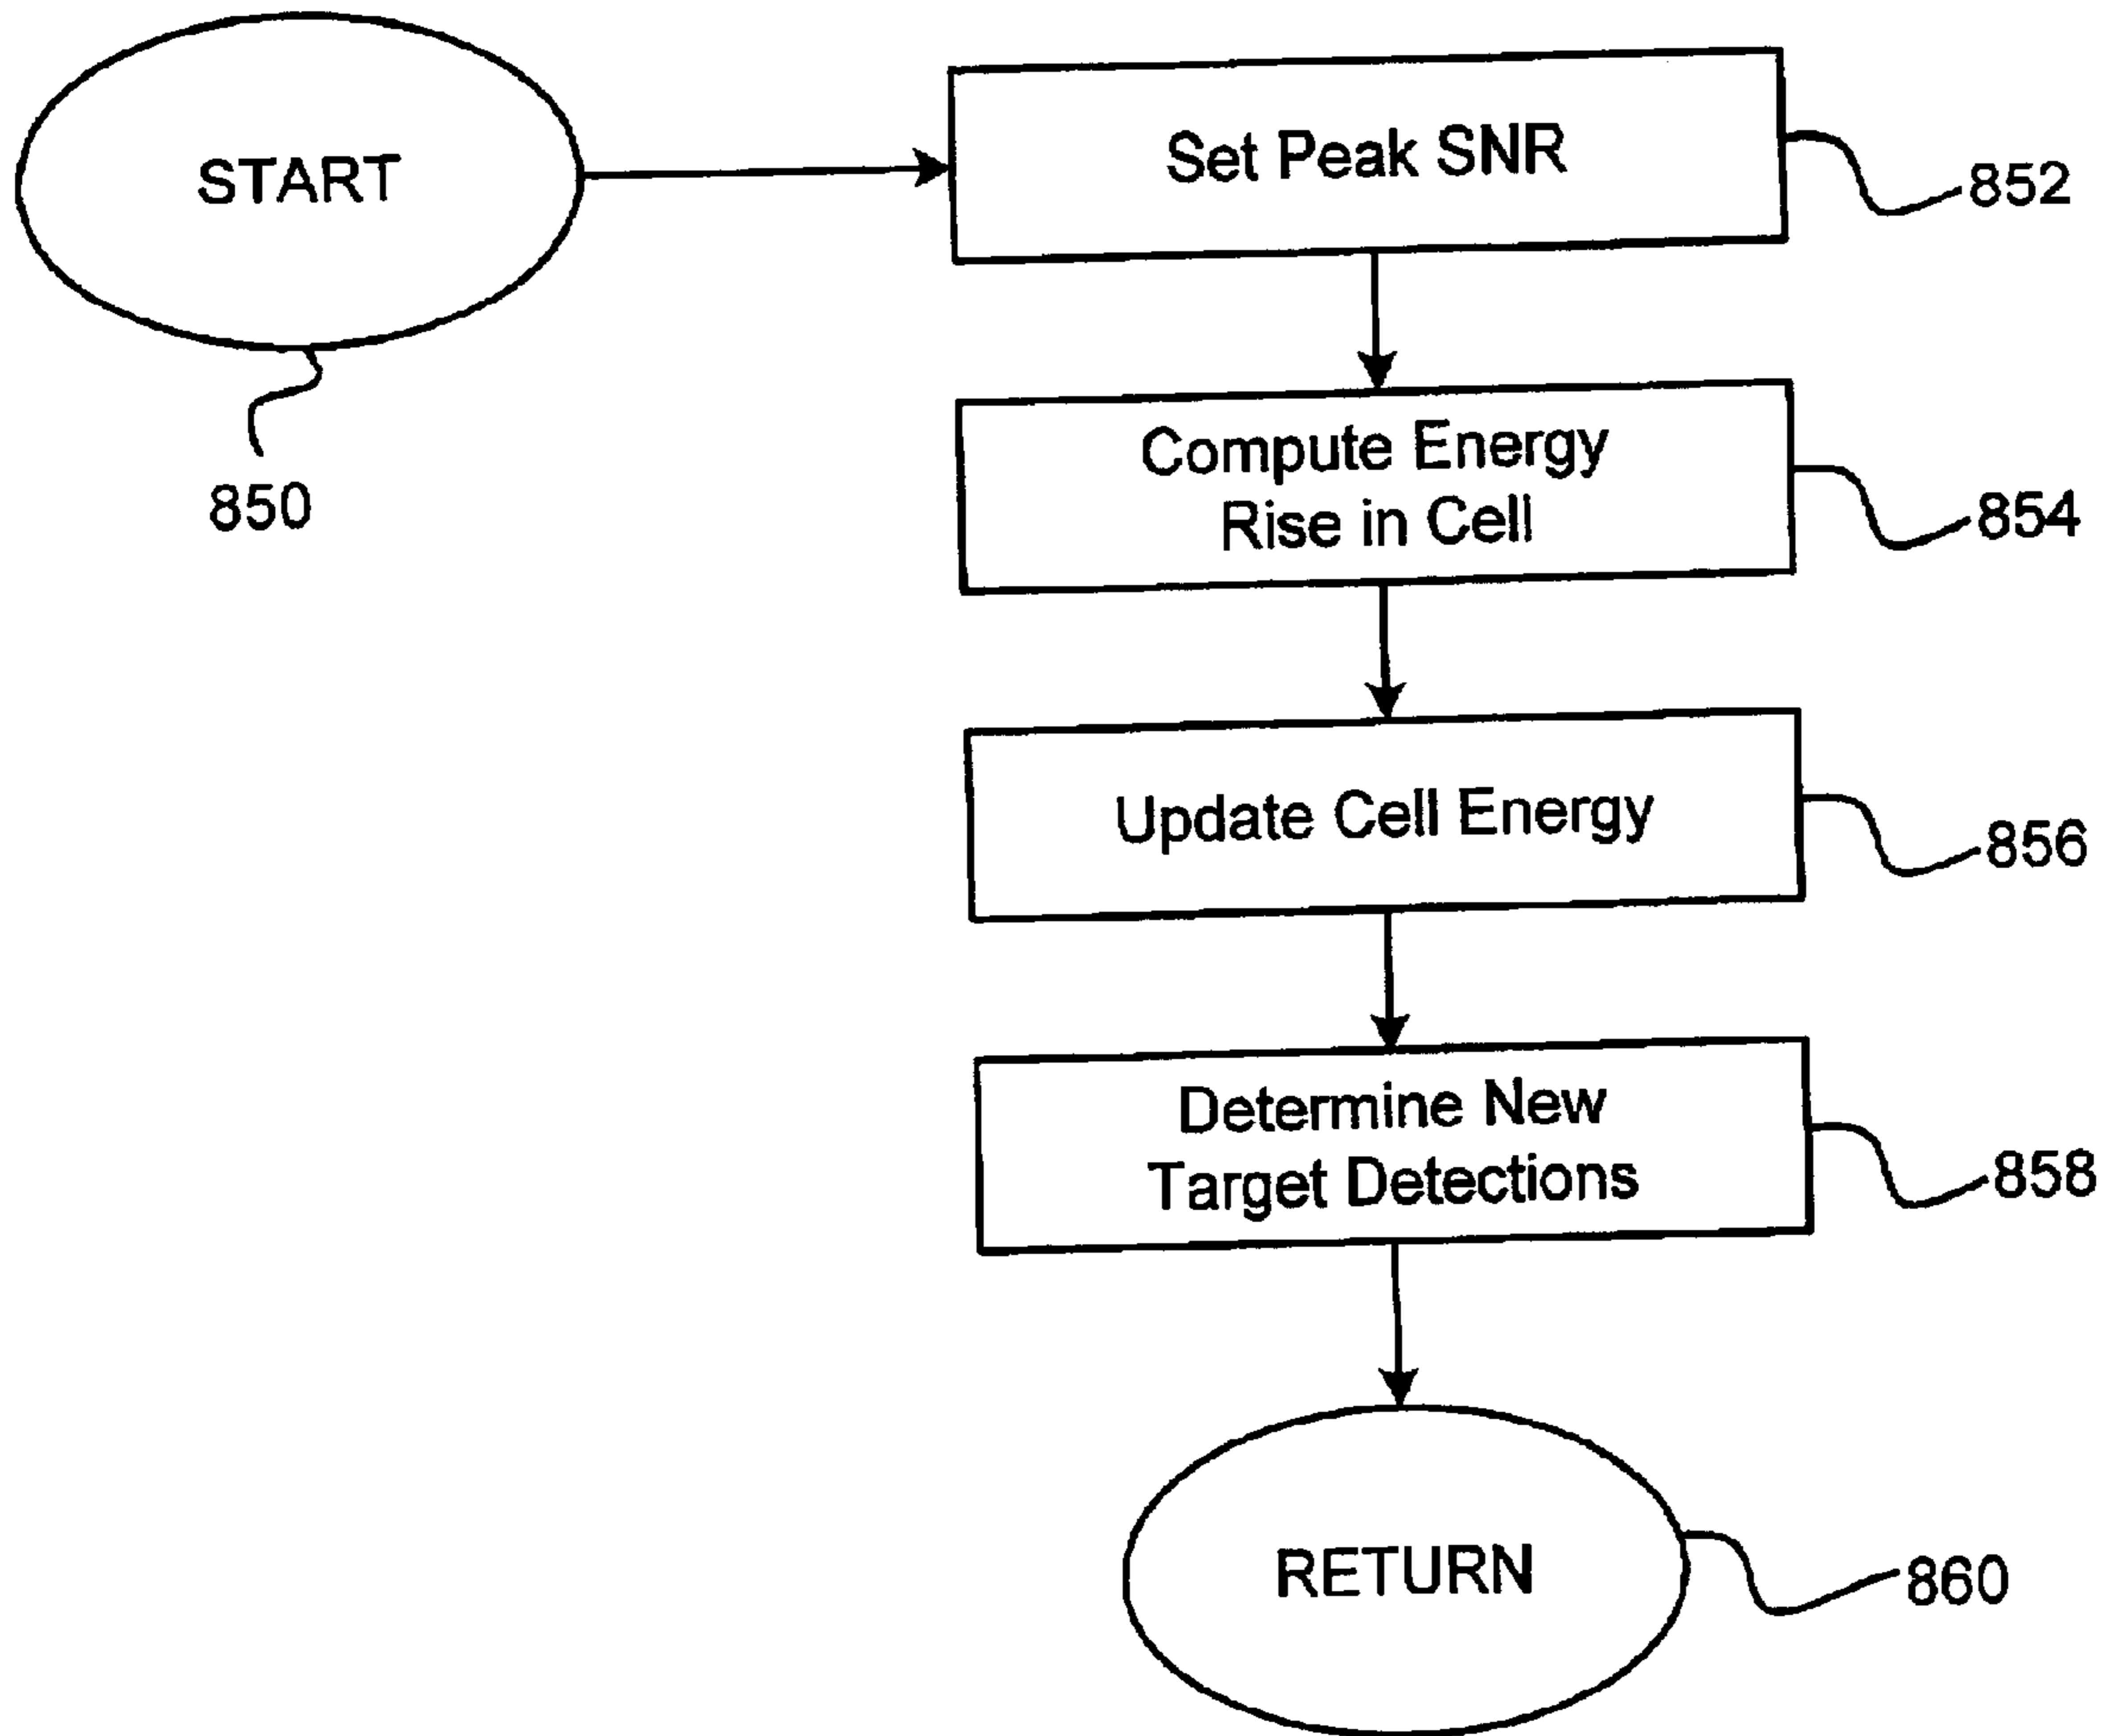 START
850
Set Peak SNR
852
Compute Energy
Rise in Cell
854
Update Cell Energy
856
Determine New
Target Detections
858
RETURN
860